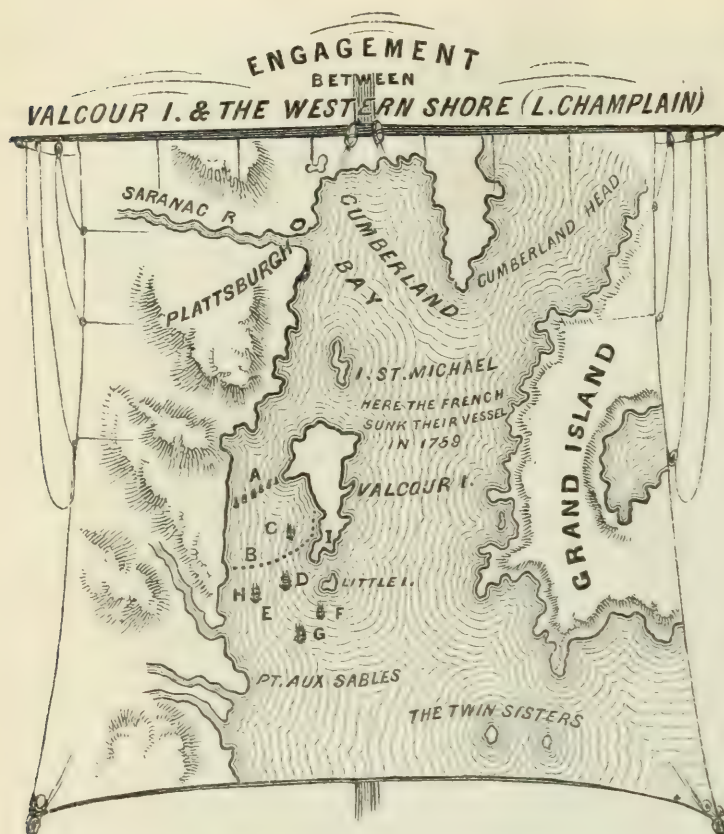 ENGAGEMENT
BETWEEN
VALCOUR I. & THE WESTERN SHORE (L. CHAMPLAIN)
SARANAC R
PLATTSBURGH
CUMBERLAND
BAY
CUMBERLAND HEAD
I. ST. MICHAEL
HERE THE FRENCH
SUNK THEIR VESSEL
IN 1759
GRAND ISLAND
A
VALCOUR I.
C
I
B
D
LITTLE I.
H
E
F
G
PT. AUX SABLES
THE TWIN SISTERS